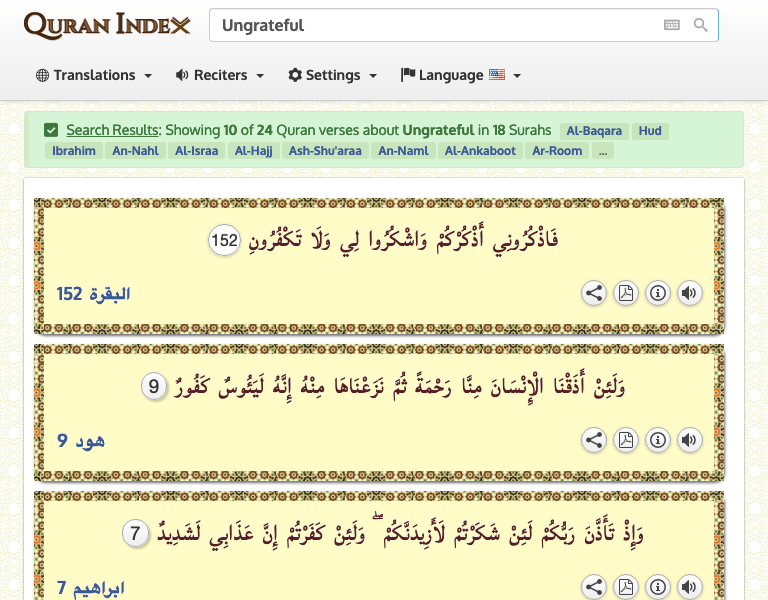 QURAN INDEX
Ungrateful
Translations Reciters Settings Language
Search Results: Showing 10 of 24 Quran verses about Ungrateful in 18 Surahs Al-Baqara Hud
Ibrahim An-Nahl Al-Israa Al-Hajj Ash-Shu'araa An-Naml Al-Ankaboot Ar-Room ...
فَاذْكُرُونِي أَذْكُرْكُمْ وَاشْكُرُوا لِي وَلَا تَكْفُرُونِ 152
البقرة 152
وَلَئِنْ أَذَقْنَا الْإِنْسَانَ مِنَّا رَحْمَةً ثُمَّ نَزَعْنَاهَا مِنْهُ إِنَّهُ لَيَئُوسٌ كَفُورٌ 9
هود 9
وَإِذْ تَأَذَّنَ رَبُّكُمْ لَئِنْ شَكَرْتُمْ لَأَزِيدَنَّكُمْ ۖ وَلَئِنْ كَفَرْتُمْ إِنَّ عَذَابِي لَشَدِيدٌ 7
ابراهيم 7